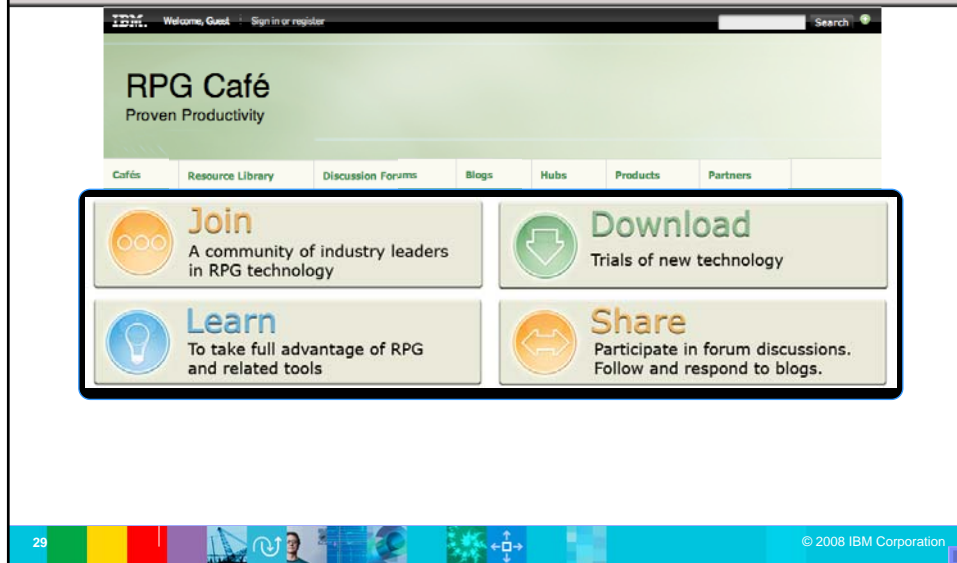 IBM. Welcome, Guest Sign in or register Search
RPG Café
Proven Productivity
Cafés Resource Library Discussion Forums Blogs Hubs Products Partners
Join
A community of industry leaders
in RPG technology
Download
Trials of new technology
Learn
To take full advantage of RPG
and related tools
Share
Participate in forum discussions.
Follow and respond to blogs.
29 © 2008 IBM Corporation